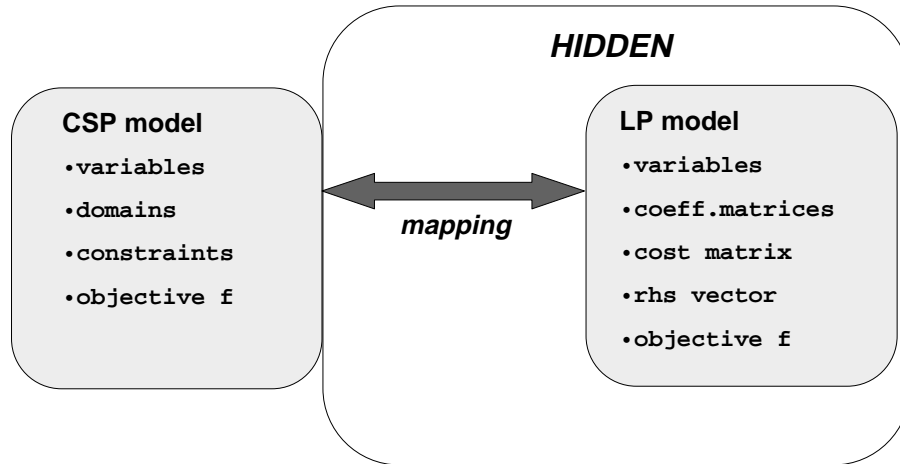 HIDDEN
CSP model
•variables
•domains
•constraints
•objective f
mapping
LP model
•variables
•coeff.matrices
•cost matrix
•rhs vector
•objective f